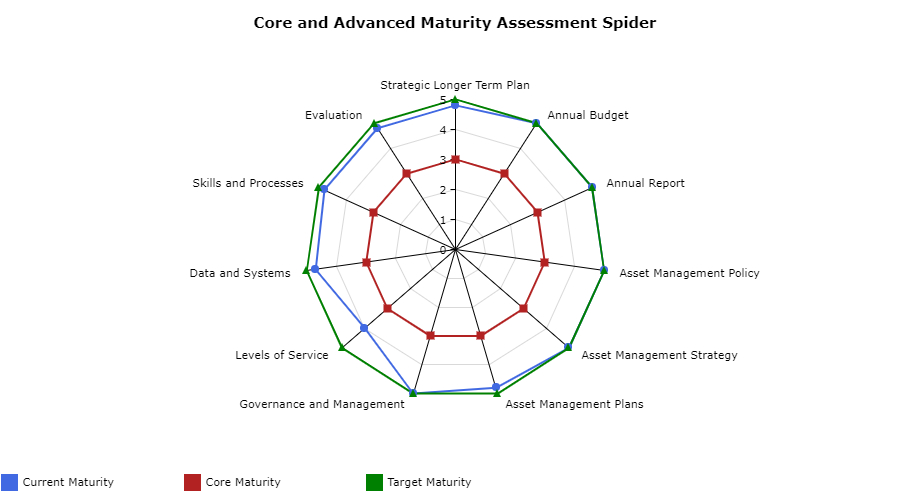 Core and Advanced Maturity Assessment Spider
Strategic Longer Term Plan
Evaluation
Annual Budget
Skills and Processes
Annual Report
Data and Systems
Asset Management Policy
Levels of Service
Asset Management Strategy
Governance and Management
Asset Management Plans
5
4
3
2
1
0
Current Maturity
Core Maturity
Target Maturity